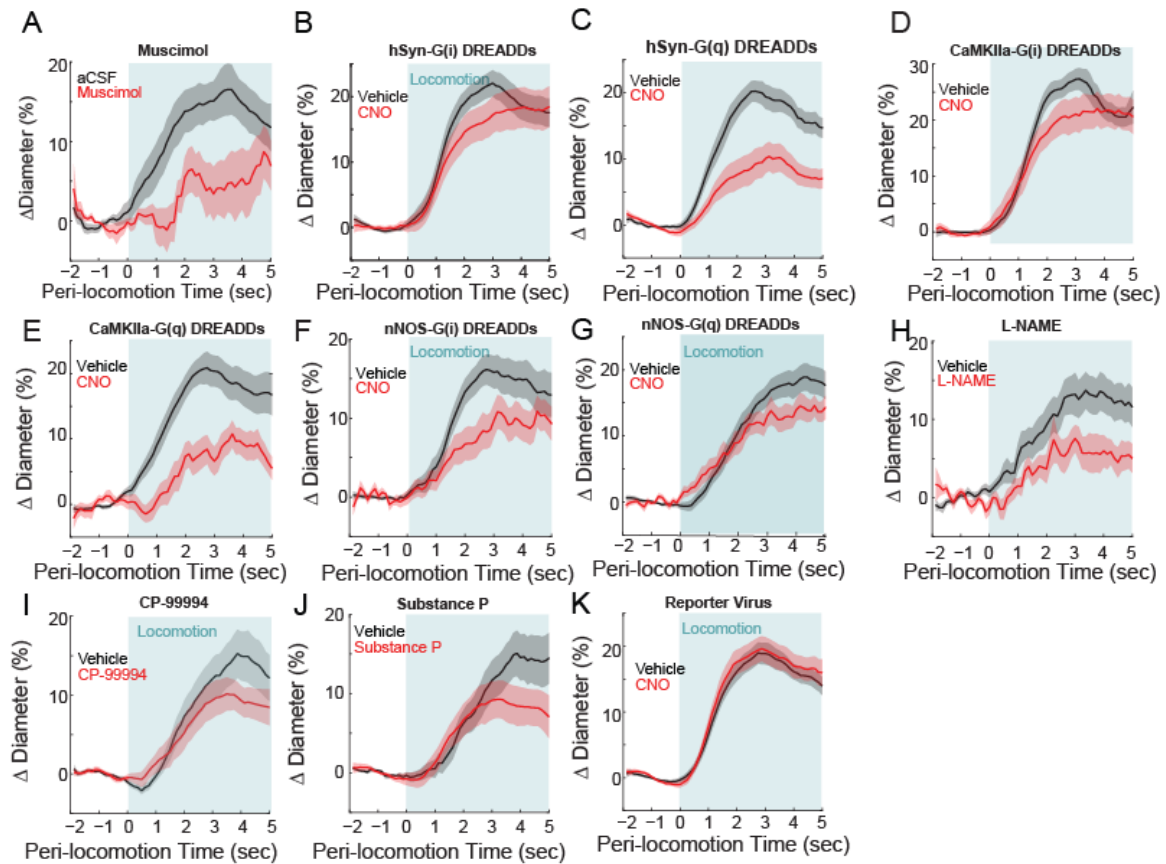 A
Muscimol
aCSF
Muscimol
ΔDiameter (%)
20
10
0
−2 −1 0 1 2 3 4 5
Peri-locomotion Time (sec)
B
hSyn-G(i) DREADDs
Locomotion
Vehicle
CNO
Δ Diameter (%)
20
10
0
−2 −1 0 1 2 3 4 5
Peri-locomotion Time (sec)
C
hSyn-G(q) DREADDs
Vehicle
CNO
Δ Diameter (%)
20
10
0
−2 −1 0 1 2 3 4 5
Peri-locomotion Time (sec)
D
CaMKIIa-G(i) DREADDs
Vehicle
CNO
Δ Diameter (%)
30
20
10
0
−2 −1 0 1 2 3 4 5
Peri-locomotion Time (sec)
E
CaMKIIa-G(q) DREADDs
Vehicle
CNO
Δ Diameter (%)
20
10
0
−2 −1 0 1 2 3 4 5
Peri-locomotion Time (sec)
F
nNOS-G(i) DREADDs
Locomotion
Vehicle
CNO
Δ Diameter (%)
20
10
0
−2 −1 0 1 2 3 4 5
Peri-locomotion Time (sec)
G
nNOS-G(q) DREADDs
Locomotion
Vehicle
CNO
Δ Diameter (%)
20
10
0
−2 −1 0 1 2 3 4 5
Peri-locomotion Time (sec)
H
L-NAME
Vehicle
L-NAME
Δ Diameter (%)
20
10
0
−2 −1 0 1 2 3 4 5
Peri-locomotion Time (sec)
I
CP-99994
Locomotion
Vehicle
CP-99994
Δ Diameter (%)
20
10
0
−2 −1 0 1 2 3 4 5
Peri-locomotion Time (sec)
J
Substance P
Vehicle
Substance P
Δ Diameter (%)
20
10
0
−2 −1 0 1 2 3 4 5
Peri-locomotion Time (sec)
K
Reporter Virus
Locomotion
Vehicle
CNO
Δ Diameter (%)
20
10
0
−2 −1 0 1 2 3 4 5
Peri-locomotion Time (sec)